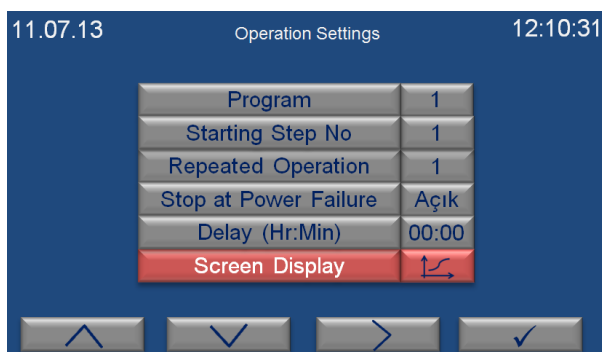 11.07.13 Operation Settings 12:10:31
Program 1
Starting Step No 1
Repeated Operation 1
Stop at Power Failure Açık
Delay (Hr:Min) 00:00
Screen Display